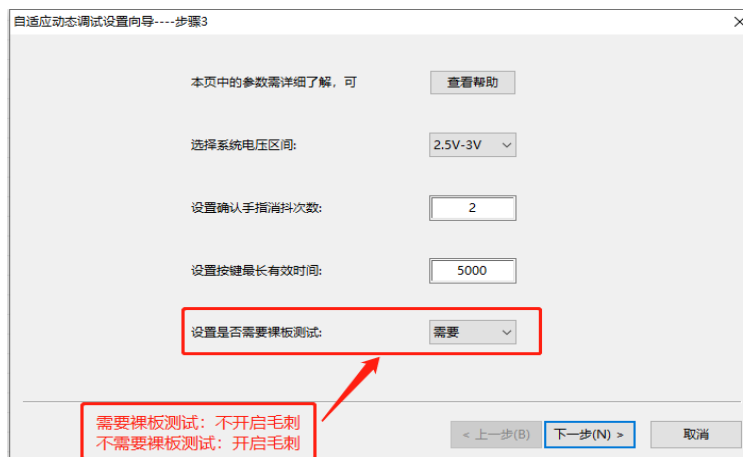 自适应动态调试设置向导----步骤3
本页中的参数需详细了解，可 查看帮助
选择系统电压区间: 2.5V-3V
设置确认手指消抖次数: 2
设置按键最长有效时间: 5000
设置是否需要裸板测试: 需要
需要裸板测试：不开启毛刺
不需要裸板测试：开启毛刺
< 上一步(B) 下一步(N) > 取消